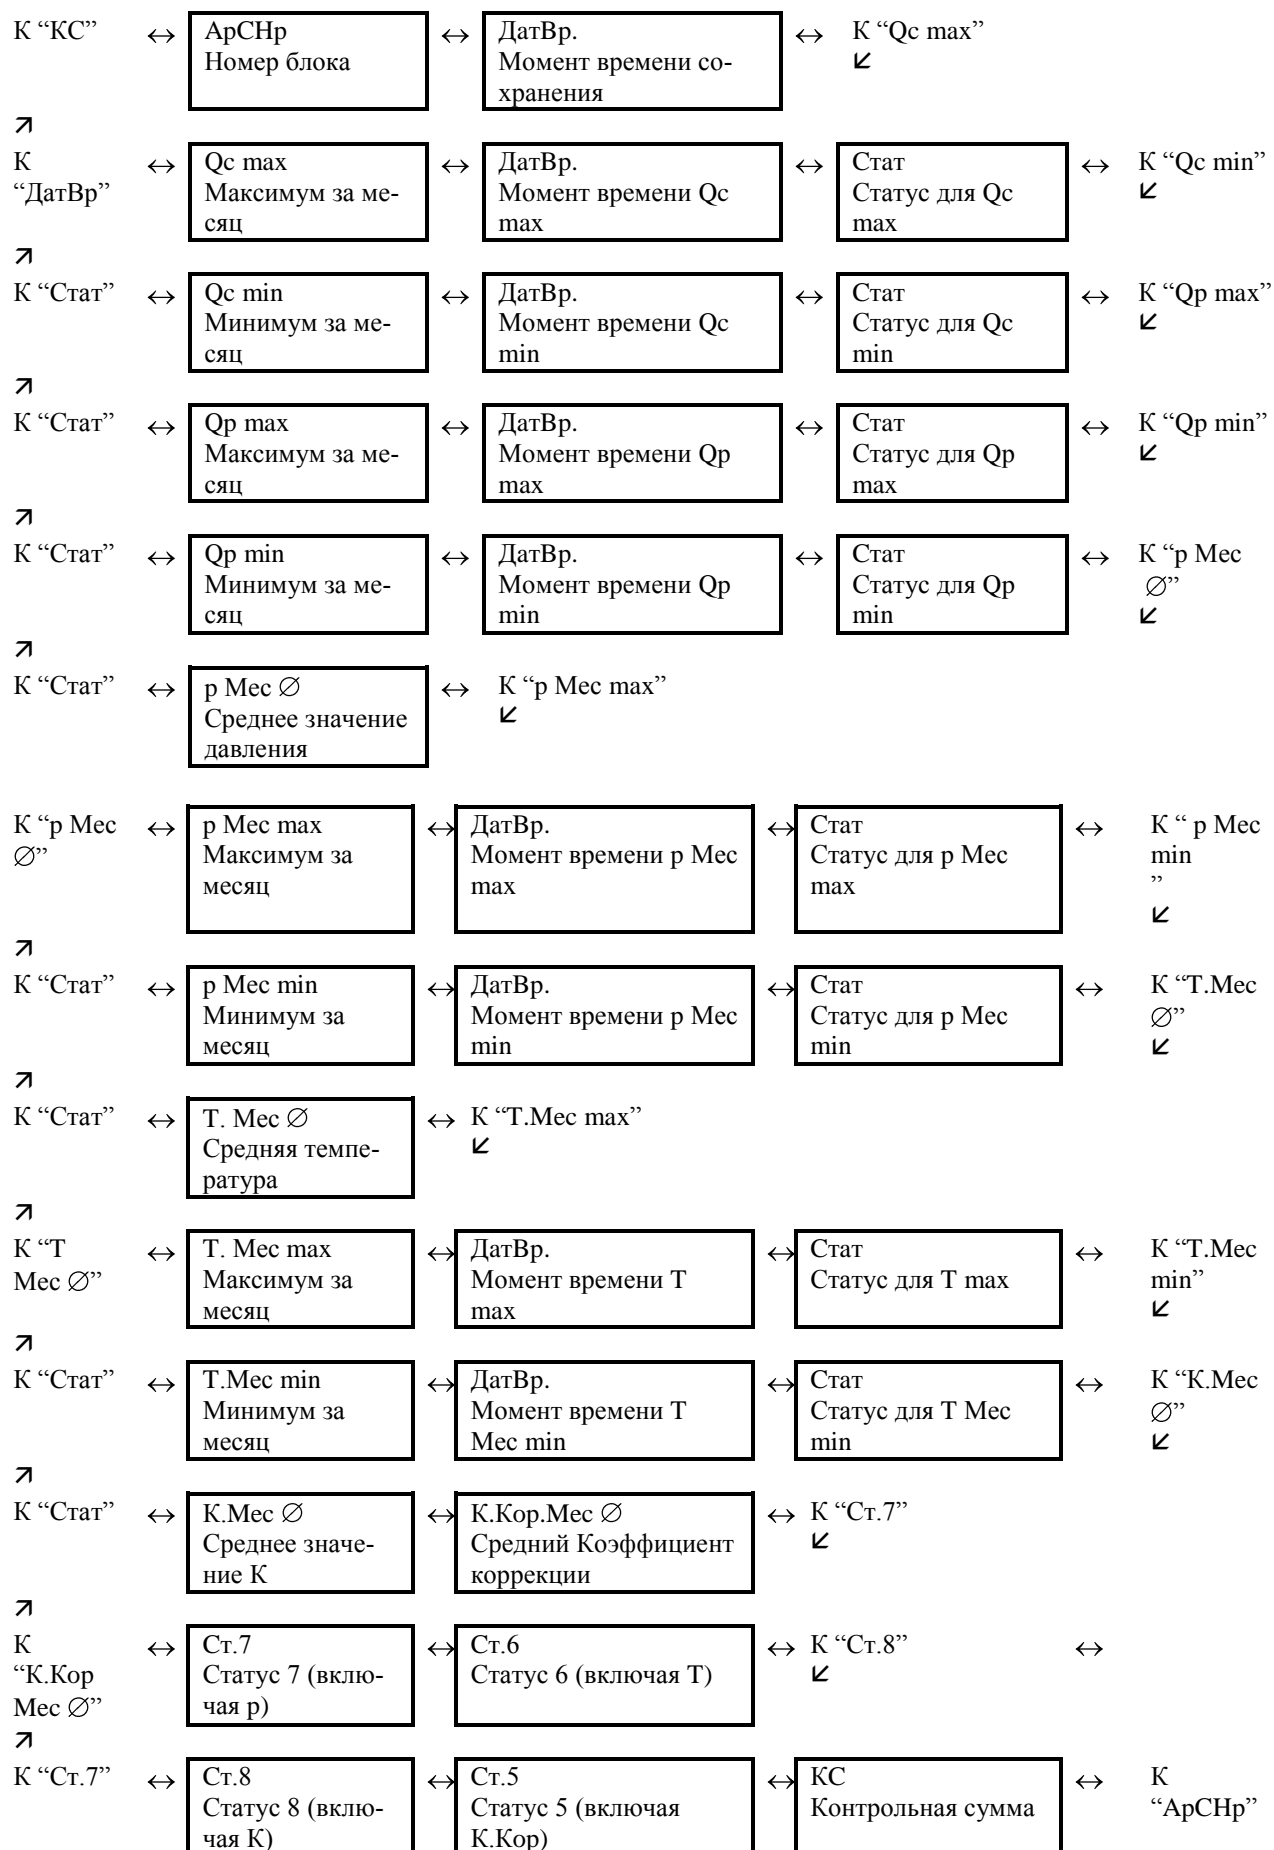 К “КС” ↔ АрСНр ↔ ДатВр. ↔ К “Qc max”
Номер блока Момент времени со- ↙
хранения
↗
К ↔ Qc max ↔ ДатВр. ↔ Стат ↔ К “Qc min”
“ДатВр” Максимум за ме- Момент времени Qc Статус для Qc ↙
сяц max max
↗
К “Стат” ↔ Qc min ↔ ДатВр. ↔ Стат ↔ К “Qp max”
Минимум за ме- Момент времени Qc Статус для Qc ↙
сяц min min
↗
К “Стат” ↔ Qp max ↔ ДатВр. ↔ Стат ↔ К “Qp min”
Максимум за ме- Момент времени Qp Статус для Qp ↙
сяц max max
↗
К “Стат” ↔ Qp min ↔ ДатВр. ↔ Стат ↔ К “р Мес
Минимум за ме- Момент времени Qp Статус для Qp ∅”
сяц min min ↙
↗
К “Стат” ↔ р Мес ∅ ↔ К “р Мес max”
Среднее значение ↙
давления
К “р Мес ↔ р Мес max ↔ ДатВр. ↔ Стат ↔ К “ р Мес
∅” Максимум за Момент времени р Мес Статус для р Мес min
месяц max max ”
↙
↗
К “Стат” ↔ р Мес min ↔ ДатВр. ↔ Стат ↔ К “Т.Мес
Минимум за Момент времени р Мес Статус для р Мес ∅”
месяц min min ↙
↗
К “Стат” ↔ Т. Мес ∅ ↔ К “Т.Мес max”
Средняя темпе- ↙
ратура
↗
К “Т ↔ Т. Мес max ↔ ДатВр. ↔ Стат ↔ К “Т.Мес
Мес ∅” Максимум за Момент времени Т Статус для Т max min”
месяц max ↙
↗
К “Стат” ↔ Т.Мес min ↔ ДатВр. ↔ Стат ↔ К “К.Мес
Минимум за Момент времени Т Статус для Т Мес ∅”
месяц Мес min min ↙
↗
К “Стат” ↔ К.Мес ∅ ↔ К.Кор.Мес ∅ ↔ К “Ст.7”
Среднее значе- Средний Коэффициент ↙
ние К коррекции
↗
К ↔ Ст.7 ↔ Ст.6 ↔ К “Ст.8” ↔
“К.Кор Статус 7 (вклю- Статус 6 (включая Т) ↙
Мес ∅” чая р)
↗
К “Ст.7” ↔ Ст.8 ↔ Ст.5 ↔ КС ↔ К
Статус 8 (вклю- Статус 5 (включая Контрольная сумма “АрСНр”
чая К) К.Кор)